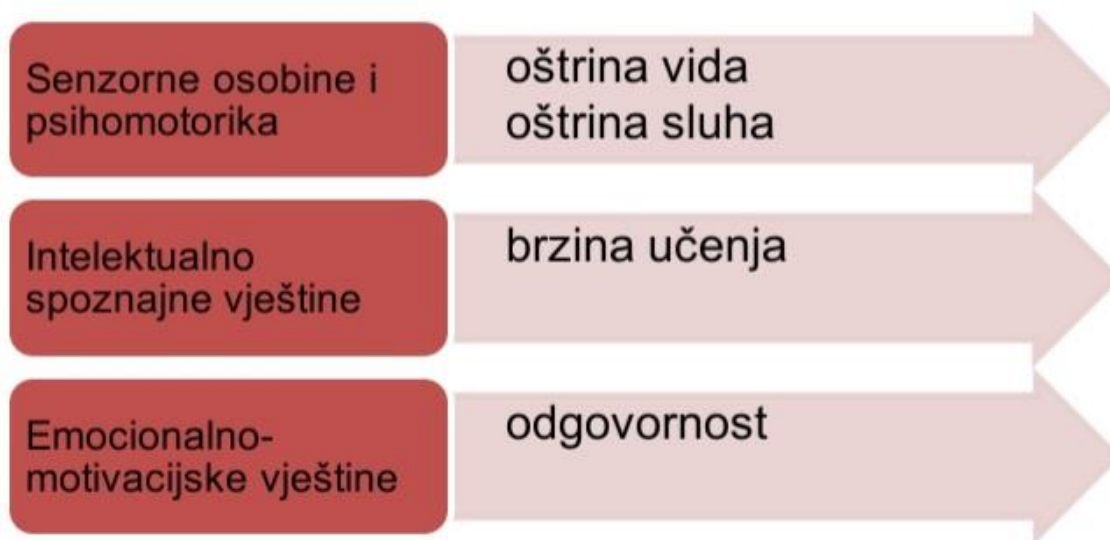 Senzorne osobine i
psihomotorika
oštrina vida
oštrina sluha
Intelektualno
spoznajne vještine
brzina učenja
Emocionalno-
motivacijske vještine
odgovornost